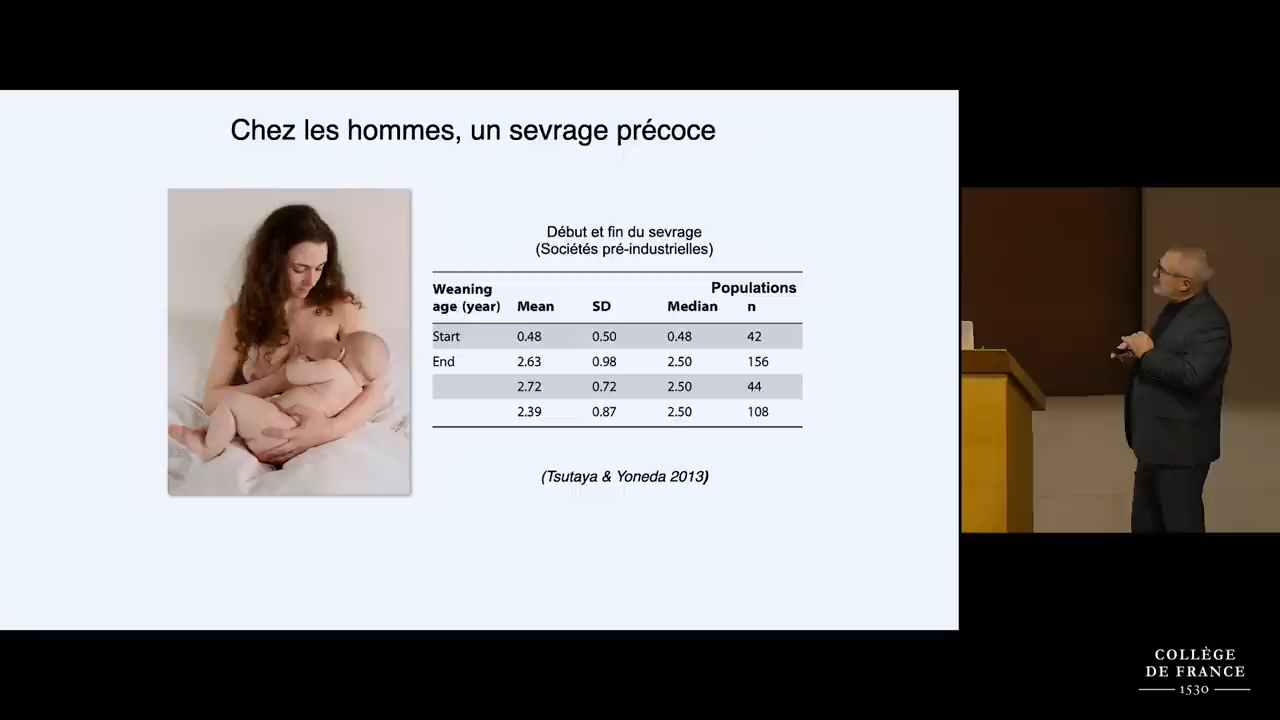 Chez les hommes, un sevrage précoce
Début et fin du sevrage
(Sociétés pré-industrielles)
Weaning age (year) Mean SD Median Populations n
Start 0.48 0.50 0.48 42
End 2.63 0.98 2.50 156
2.72 0.72 2.50 44
2.39 0.87 2.50 108
(Tsutaya & Yoneda 2013)
COLLÈGE
DE FRANCE
1530